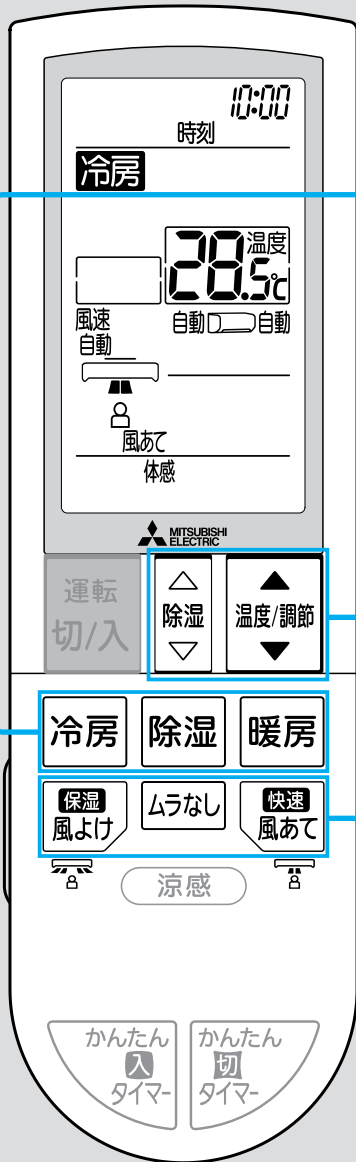 10:00
時刻
冷房
28.5℃ 温度
風速
自動
自動 自動
風あて
体感
MITSUBISHI
ELECTRIC
運転
切/入
除湿
温度/調節
冷房 除湿 暖房
保湿
風よけ
ムラなし
快速
風あて
涼感
かんたん
入
タイマー
かんたん
切
タイマー